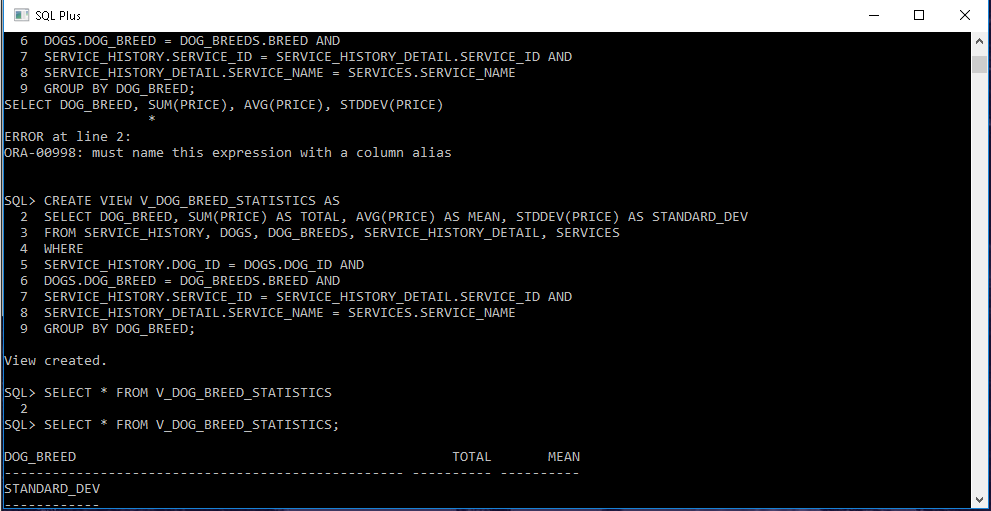 SQL Plus
  6  DOGS.DOG_BREED = DOG_BREEDS.BREED AND
  7  SERVICE_HISTORY.SERVICE_ID = SERVICE_HISTORY_DETAIL.SERVICE_ID AND
  8  SERVICE_HISTORY_DETAIL.SERVICE_NAME = SERVICES.SERVICE_NAME
  9  GROUP BY DOG_BREED;
SELECT DOG_BREED, SUM(PRICE), AVG(PRICE), STDDEV(PRICE)
                  *
ERROR at line 2:
ORA-00998: must name this expression with a column alias
SQL> CREATE VIEW V_DOG_BREED_STATISTICS AS
  2  SELECT DOG_BREED, SUM(PRICE) AS TOTAL, AVG(PRICE) AS MEAN, STDDEV(PRICE) AS STANDARD_DEV
  3  FROM SERVICE_HISTORY, DOGS, DOG_BREEDS, SERVICE_HISTORY_DETAIL, SERVICES
  4  WHERE
  5  SERVICE_HISTORY.DOG_ID = DOGS.DOG_ID AND
  6  DOGS.DOG_BREED = DOG_BREEDS.BREED AND
  7  SERVICE_HISTORY.SERVICE_ID = SERVICE_HISTORY_DETAIL.SERVICE_ID AND
  8  SERVICE_HISTORY_DETAIL.SERVICE_NAME = SERVICES.SERVICE_NAME
  9  GROUP BY DOG_BREED;
View created.
SQL> SELECT * FROM V_DOG_BREED_STATISTICS
  2
SQL> SELECT * FROM V_DOG_BREED_STATISTICS;
DOG_BREED                                               TOTAL       MEAN
-------------------------------------------------- ---------- ----------
STANDARD_DEV
------------